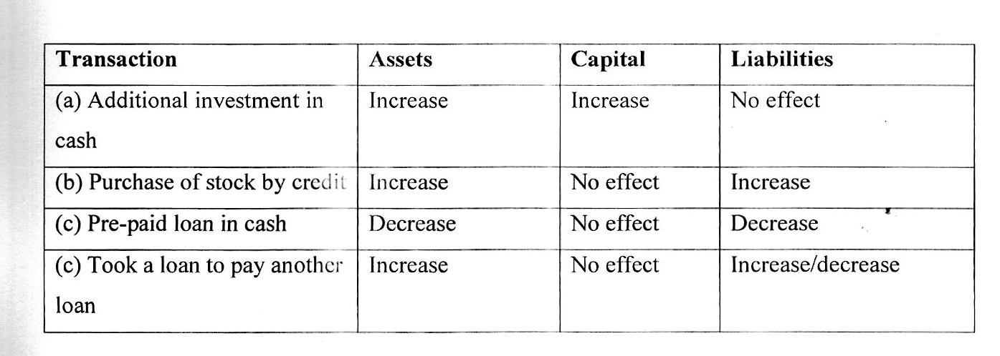 Transaction Assets Capital Liabilities
(a) Additional investment in Increase Increase No effect
cash
(b) Purchase of stock by credit Increase No effect Increase
(c) Pre-paid loan in cash Decrease No effect Decrease
(c) Took a loan to pay another Increase No effect Increase/decrease
loan